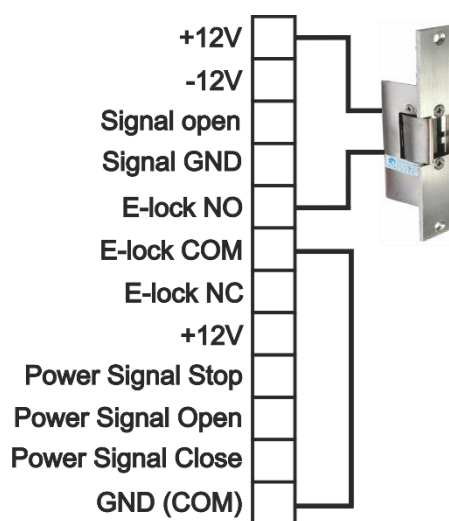 +12V
-12V
Signal open
Signal GND
E-lock NO
E-lock COM
E-lock NC
+12V
Power Signal Stop
Power Signal Open
Power Signal Close
GND (COM)